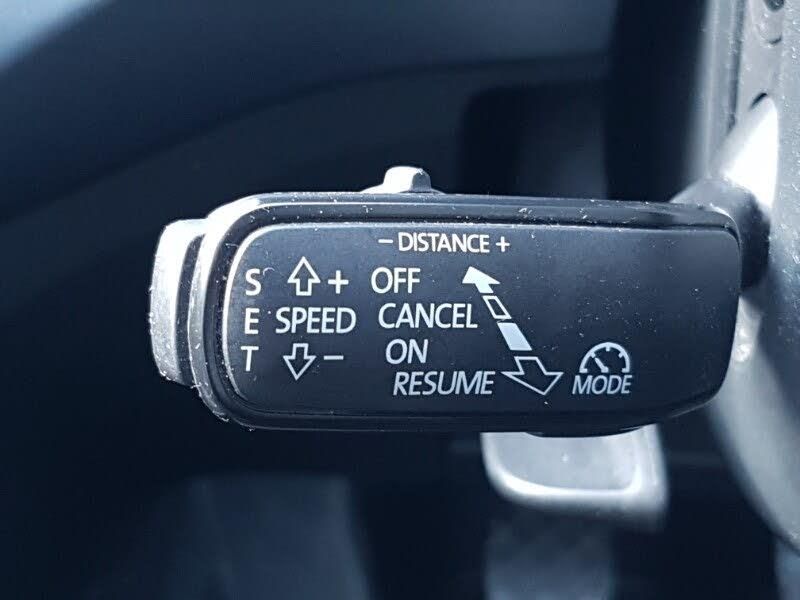 - DISTANCE +
S + OFF
E SPEED CANCEL
T - ON
RESUME MODE